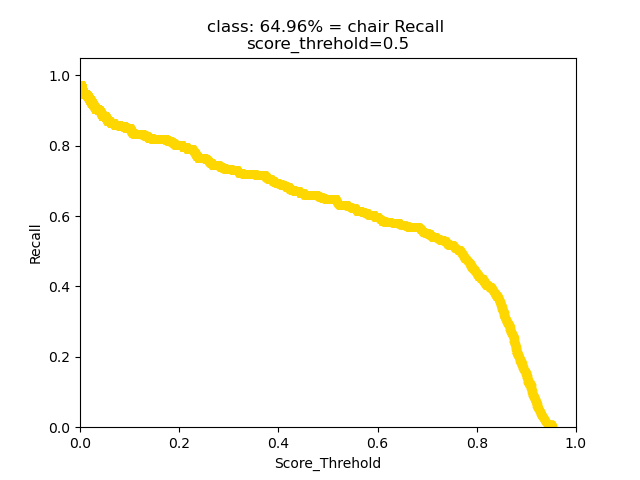 class: 64.96% = chair Recall
score_threhold=0.5
1.0
0.8
0.6
0.4
0.2
0.0
Recall
0.0 0.2 0.4 0.6 0.8 1.0
Score_Threhold